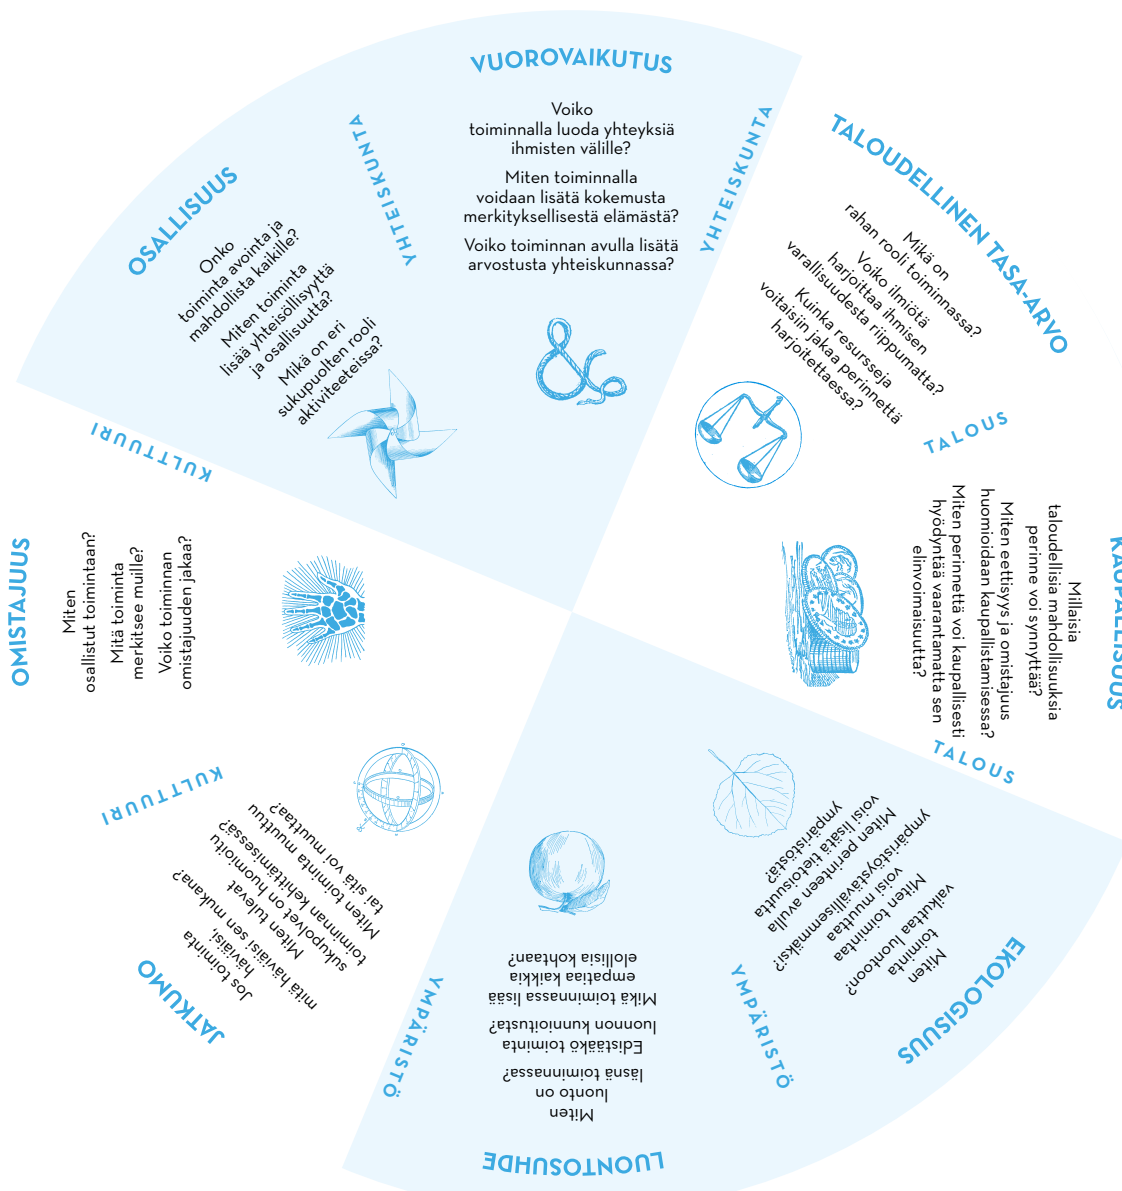 VUOROVAIKUTUS
Voiko
toiminnalla luoda yhteyksiä
ihmisten välille?
Miten toiminnalla
voidaan lisätä kokemusta
merkityksellisestä elämästä?
Voiko toiminnan avulla lisätä
arvostusta yhteiskunnassa?
YHTEISKUNTA
TALOUDELLINEN TASA-ARVO
Mikä on
rahan rooli toiminnassa?
Voiko ilmiötä
harjoittaa ihmisen
varallisuudesta riippumatta?
Kuinka resursseja
voitaisiin jakaa perinnettä
harjoitettaessa?
TALOUS
KAUPALLISUUS
Millaisia
taloudellisia mahdollisuuksia
perinne voi synnyttää?
Miten eettisyys ja omistajuus
huomioidaan kaupallistamisessa?
Miten perinnettä voi kaupallisesti
hyödyntää vaarantamatta sen
elinvoimaisuutta?
TALOUS
EKOLOGISUUS
Miten
toiminta
vaikuttaa luontoon?
Miten toimintaa
voisi muuttaa
ympäristöystävällisemmäksi?
Miten perinteen avulla
voisi lisätä tietoisuutta
ympäristöstä?
YMPÄRISTÖ
LUONTOSUHDE
Miten
luonto on
läsnä toiminnassa?
Edistääkö toiminta
luonnon kunnioitusta?
Mikä toiminnassa lisää
empatiaa kaikkia
elollisia kohtaan?
YMPÄRISTÖ
JATKUMO
Jos toiminta
häviäisi,
mitä häviäisi sen mukana?
Miten tulevat
sukupolvet on huomioitu
toiminnan kehittämisessä?
Miten toiminta muuttuu
tai sitä voi muuttaa?
KULTTUURI
OMISTAJUUS
Miten
osallistut toimintaan?
Mitä toiminta
merkitsee muille?
Voiko toiminnan
omistajuuden jakaa?
KULTTUURI
OSALLISUUS
Onko
toiminta avointa ja
mahdollista kaikille?
Miten toiminta
lisää yhteisöllisyyttä
ja osallisuutta?
Mikä on eri
sukupuolten rooli
aktiviteeteissa?
YHTEISKUNTA